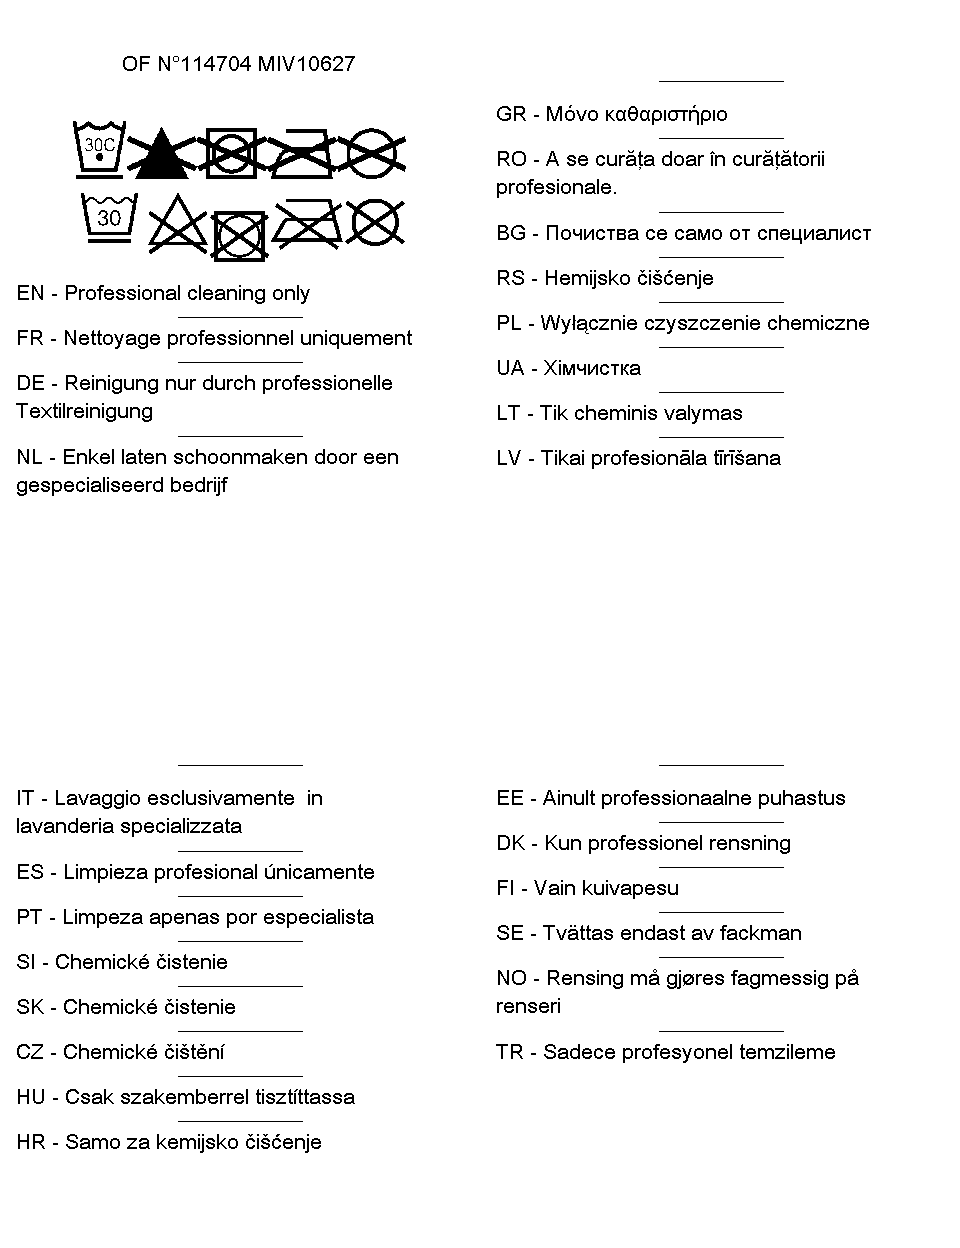 OF N°114704 MIV10627
30C
30
EN - Professional cleaning only
FR - Nettoyage professionnel uniquement
DE - Reinigung nur durch professionelle
Textilreinigung
NL - Enkel laten schoonmaken door een
gespecialiseerd bedrijf
GR - Μόνο καθαριστήριο
RO - A se curăța doar în curățătorii
profesionale.
BG - Почиства се само от специалист
RS - Hemijsko čišćenje
PL - Wyłącznie czyszczenie chemiczne
UA - Хімчистка
LT - Tik cheminis valymas
LV - Tikai profesionāla tīrīšana
IT - Lavaggio esclusivamente  in
lavanderia specializzata
ES - Limpieza profesional únicamente
PT - Limpeza apenas por especialista
SI - Chemické čistenie
SK - Chemické čistenie
CZ - Chemické čištění
HU - Csak szakemberrel tisztíttassa
HR - Samo za kemijsko čišćenje
EE - Ainult professionaalne puhastus
DK - Kun professionel rensning
FI - Vain kuivapesu
SE - Tvättas endast av fackman
NO - Rensing må gjøres fagmessig på
renseri
TR - Sadece profesyonel temzileme